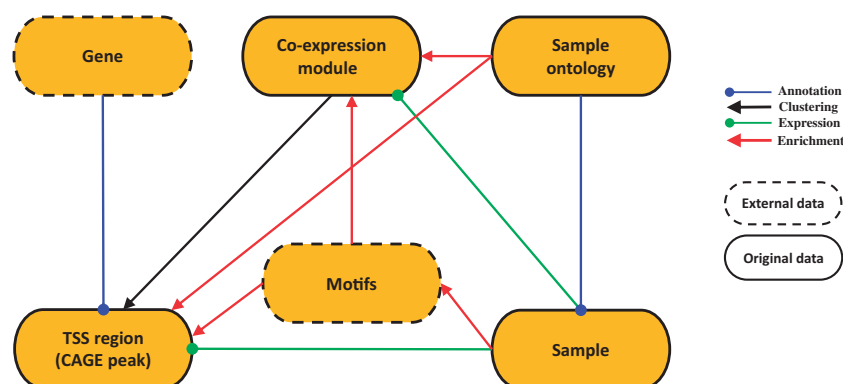 Gene
Co-expression
module
Sample
ontology
Annotation
Clustering
Expression
Enrichment
External data
Original data
Motifs
TSS region
(CAGE peak)
Sample